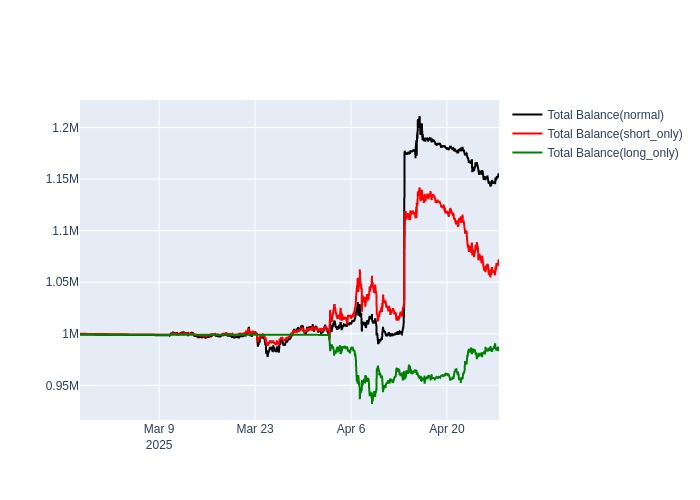 Total Balance(normal)
Total Balance(short_only)
Total Balance(long_only)
1.2M
1.15M
1.1M
1.05M
1M
0.95M
Mar 9
2025
Mar 23
Apr 6
Apr 20